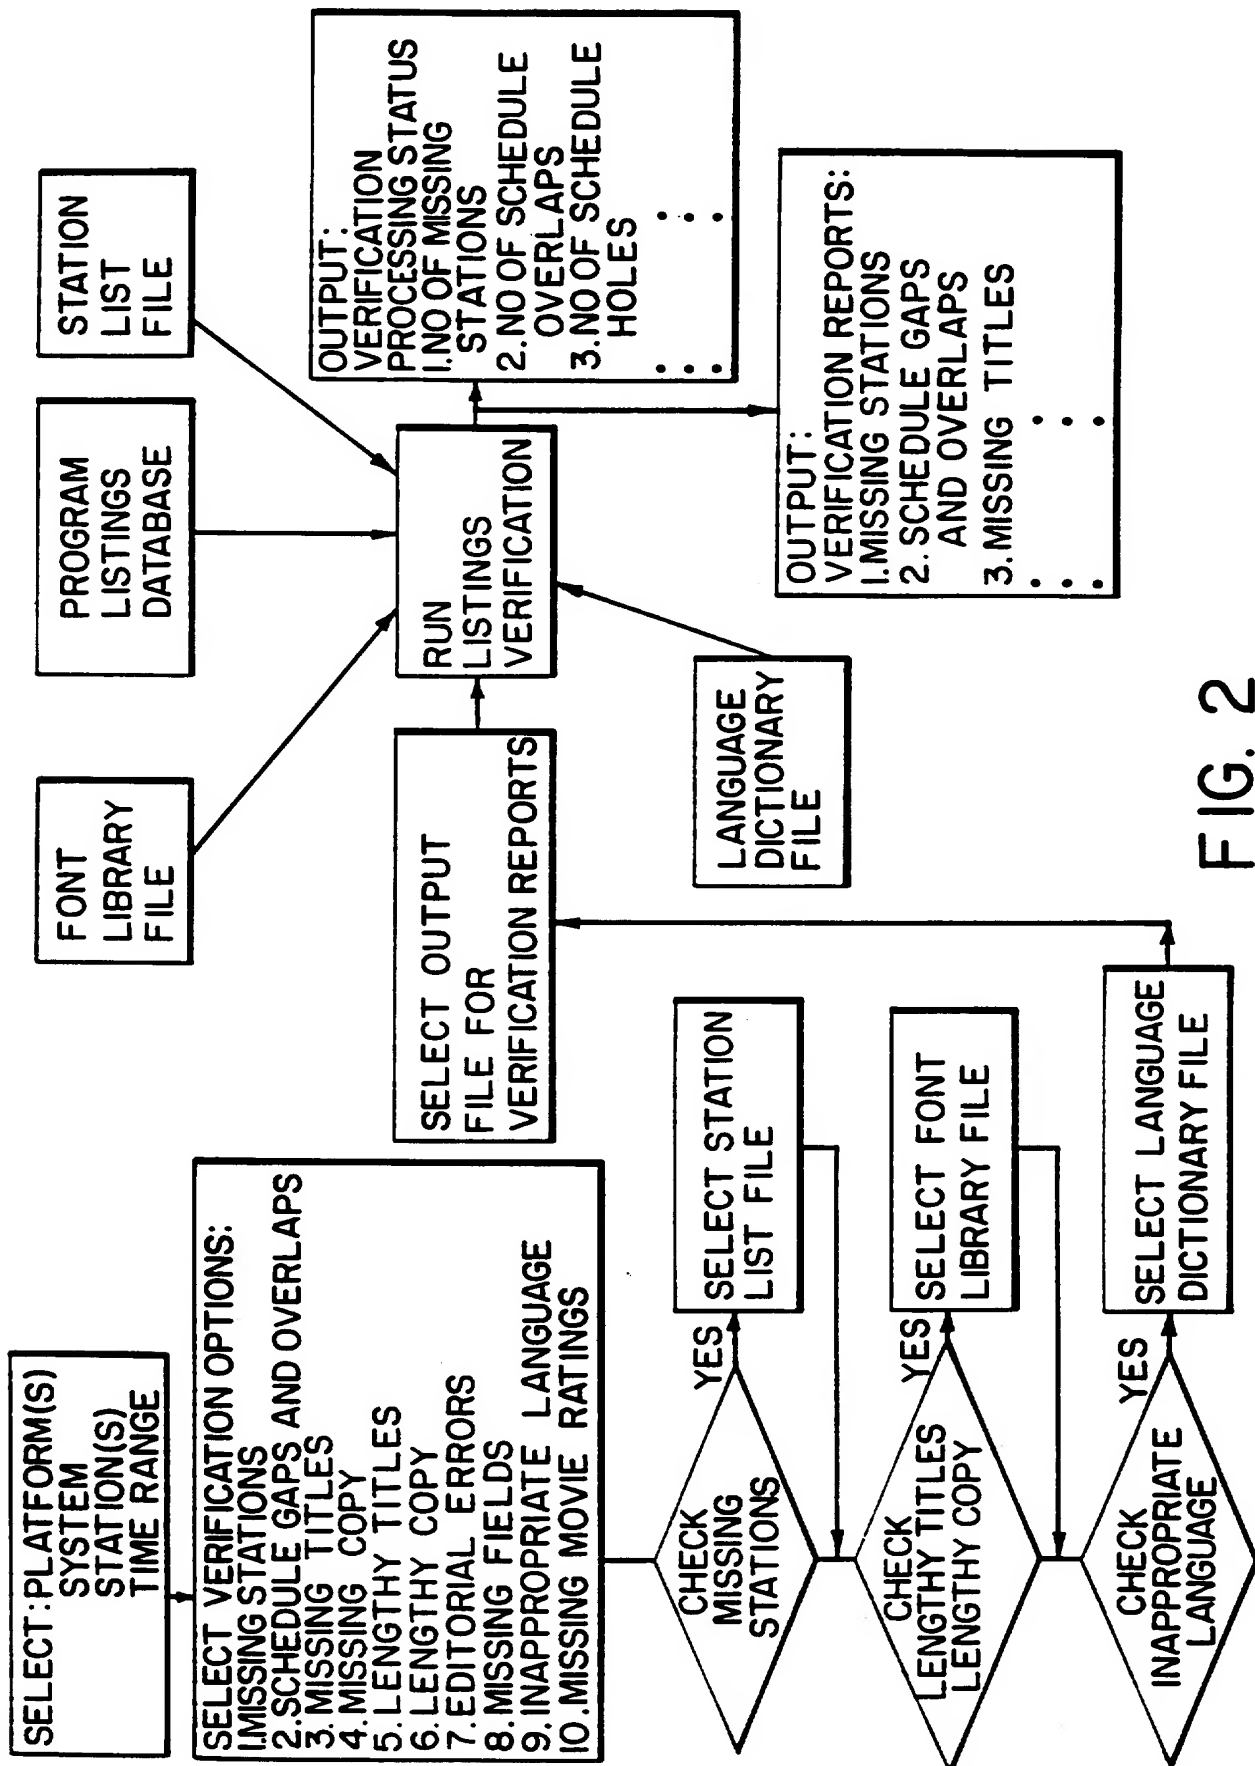 SELECT: PLATFORM(S)
SYSTEM
STATION(S)
TIME RANGE
SELECT VERIFICATION OPTIONS:
1. MISSING STATIONS
2. SCHEDULE GAPS AND OVERLAPS
3. MISSING TITLES
4. MISSING COPY
5. LENGTHY TITLES
6. LENGTHY COPY
7. EDITORIAL ERRORS
8. MISSING FIELDS
9. INAPPROPRIATE LANGUAGE
10. MISSING MOVIE RATINGS
CHECK
MISSING
STATIONS
YES
SELECT STATION
LIST FILE
CHECK
LENGTHY TITLES
LENGTHY COPY
YES
SELECT FONT
LIBRARY FILE
CHECK
INAPPROPRIATE
LANGUAGE
YES
SELECT LANGUAGE
DICTIONARY FILE
SELECT OUTPUT
FILE FOR
VERIFICATION REPORTS
FONT
LIBRARY
FILE
PROGRAM
LISTINGS
DATABASE
STATION
LIST
FILE
RUN
LISTINGS
VERIFICATION
LANGUAGE
DICTIONARY
FILE
OUTPUT:
VERIFICATION
PROCESSING STATUS
1. NO OF MISSING
STATIONS
2. NO OF SCHEDULE
OVERLAPS
3. NO OF SCHEDULE
HOLES
OUTPUT:
VERIFICATION REPORTS:
1. MISSING STATIONS
2. SCHEDULE GAPS
AND OVERLAPS
3. MISSING TITLES
FIG. 2